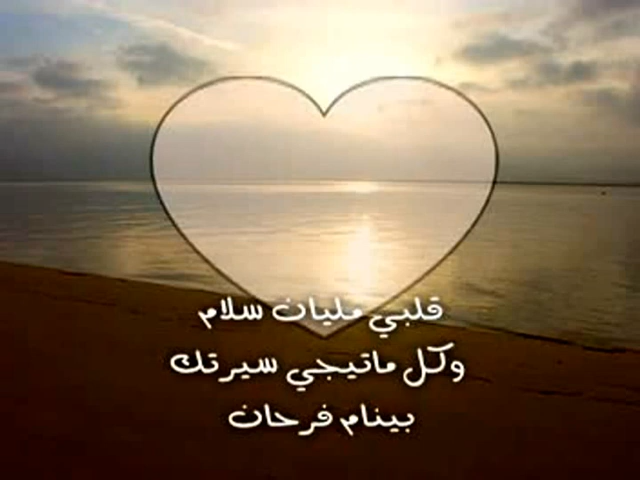 قلبي مليان سلام
وكل ماتيجي سيرتك
بينام فرحان